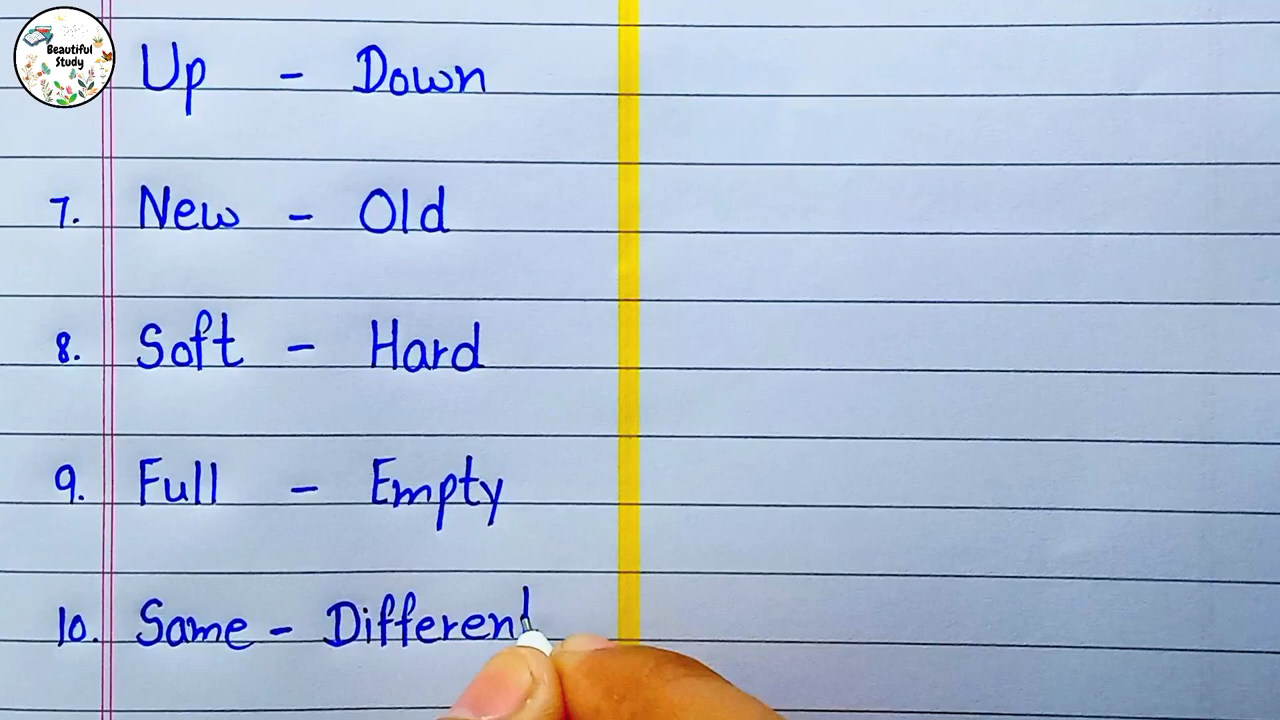 Beautiful
Study
Up - Down
7. New - Old
8. Soft - Hard
9. Full - Empty
10. Same - Different